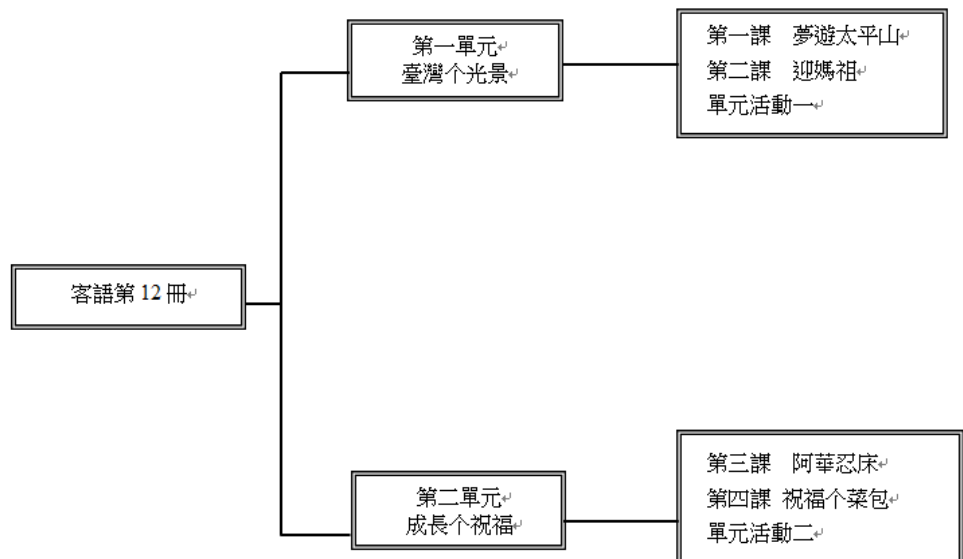 第一單元
臺灣个光景
第一課　夢遊太平山
第二課　迎媽祖
單元活動一
客語第 12 冊
第二單元
成長个祝福
第三課　阿華忍床
第四課 祝福个菜包
單元活動二